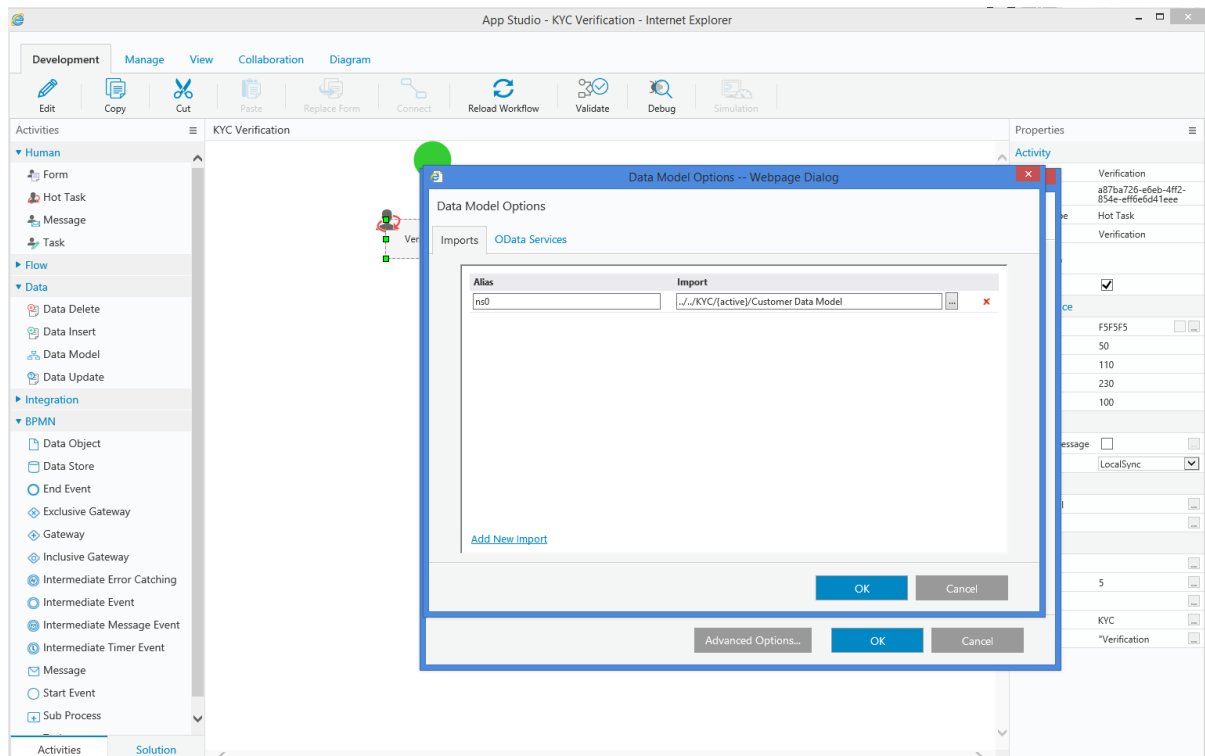 App Studio - KYC Verification - Internet Explorer
Development Manage View Collaboration Diagram
Edit Copy Cut Paste Replace Form Connect Reload Workflow Validate Debug Simulation
Activities
KYC Verification
Properties
Human
Form
Hot Task
Message
Task
Flow
Data
Data Delete
Data Insert
Data Model
Data Update
Integration
BPMN
Data Object
Data Store
End Event
Exclusive Gateway
Gateway
Inclusive Gateway
Intermediate Error Catching
Intermediate Event
Intermediate Message Event
Intermediate Timer Event
Message
Start Event
Sub Process
Activities Solution
Ver
Data Model Options -- Webpage Dialog
Data Model Options
Imports OData Services
Alias Import
ns0 ../../KYC/{active}/Customer Data Model ...
Add New Import
OK Cancel
Advanced Options... OK Cancel
Activity
Verification
a87ba726-e6eb-4ff2-
854e-eff6e6d41eee
pe Hot Task
Verification
ce
F5F5F5 ...
50
110
230
100
essage ...
LocalSync
...
...
...
5 ...
...
KYC ...
"Verification ...